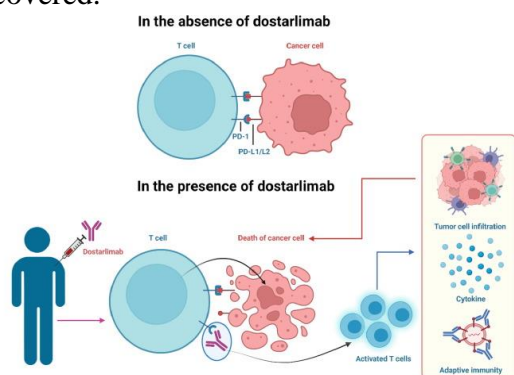 covered.
In the absence of dostarlimab
T cell
Cancer cell
PD-1
PD-L1/L2
In the presence of dostarlimab
Dostarlimab
T cell
Death of cancer cell
Activated T cells
Tumor cell infiltration
Cytokine
Adaptive immunity